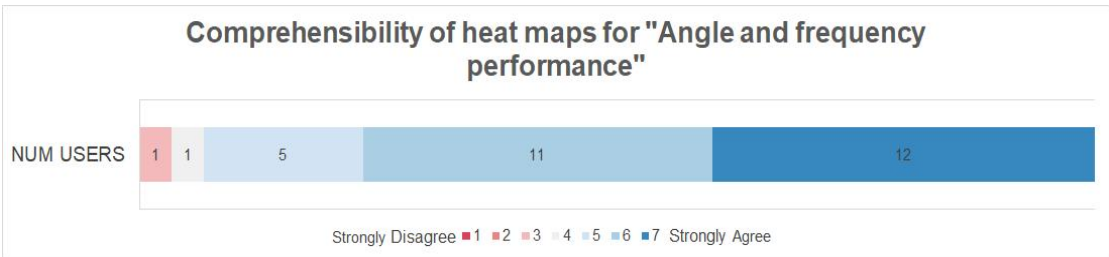 Comprehensibility of heat maps for "Angle and frequency
performance"
NUM USERS 1 1 5 11 12
Strongly Disagree 1 2 3 4 5 6 7 Strongly Agree